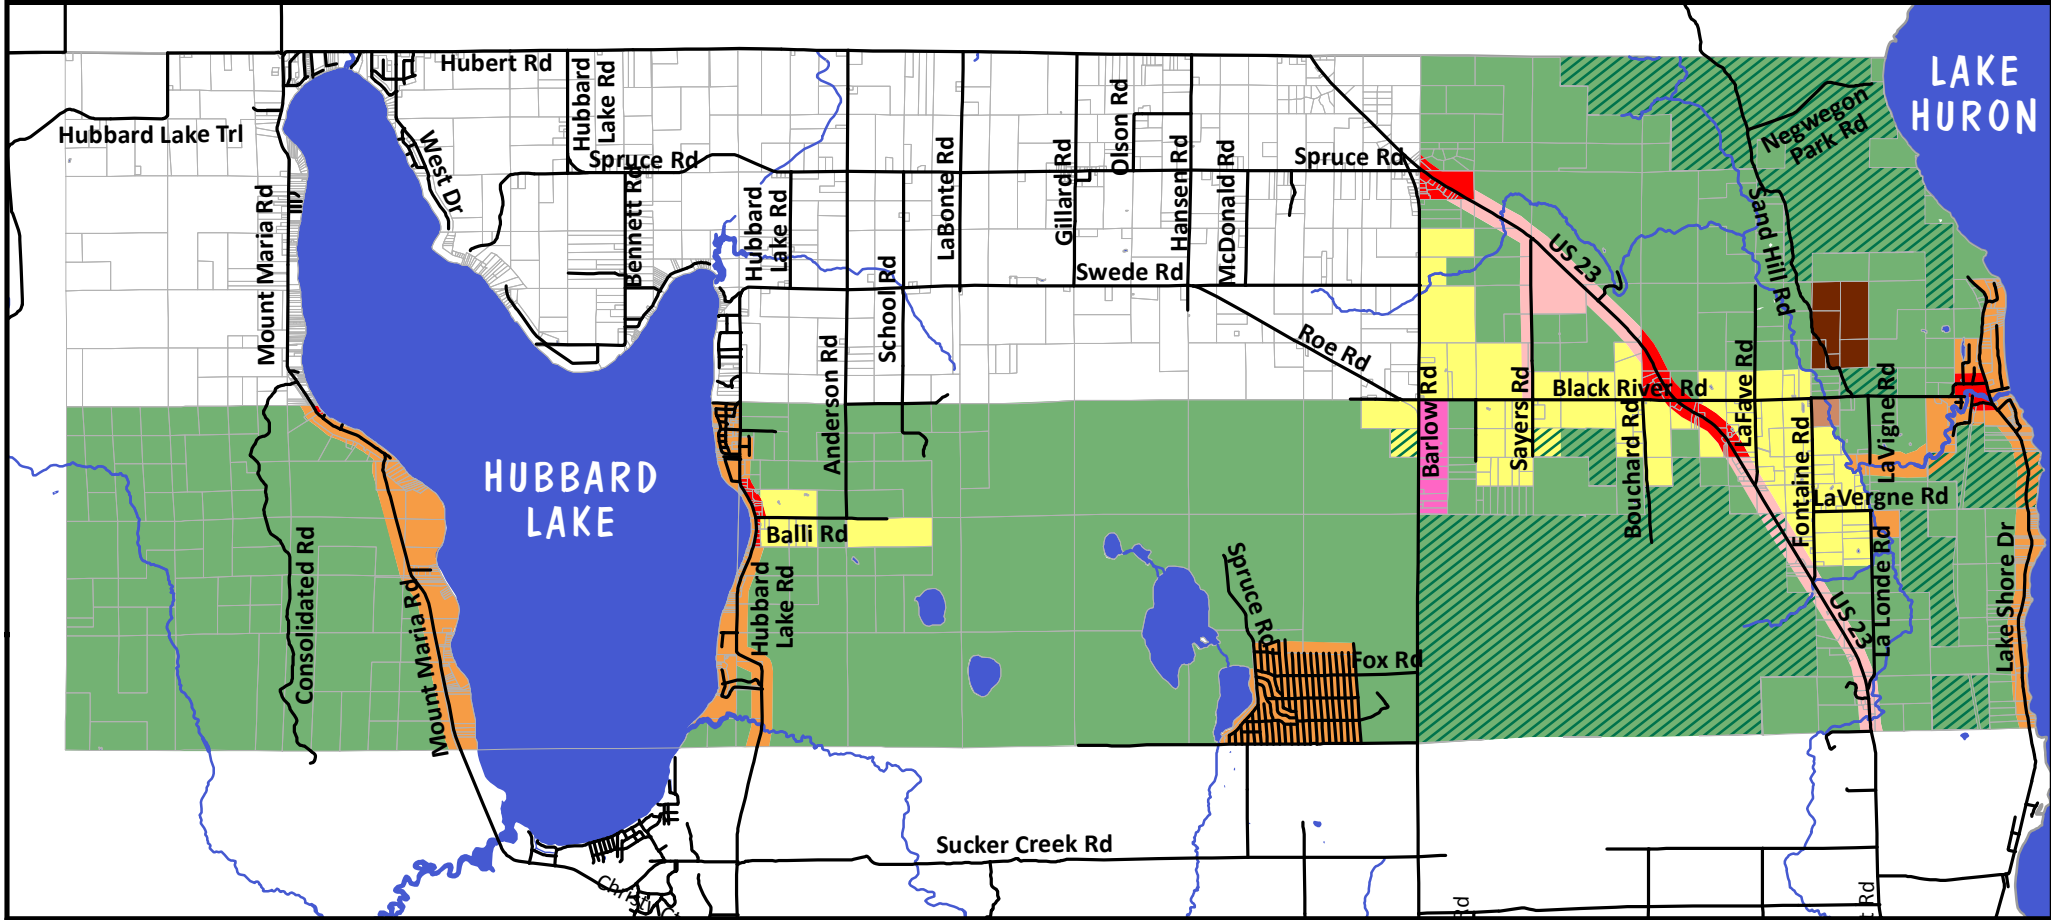 LAKE
HURON
Hubert Rd
Hubbard
Lake Rd
Hubbard Lake Trl
West Dr
Spruce Rd
Bennett Rd
Mount Maria Rd
Hubbard
Lake Rd
School Rd
Anderson Rd
LaBonte Rd
Gillard Rd
Olson Rd
Hansen Rd
McDonald Rd
Swede Rd
Spruce Rd
Roe Rd
US 23
Negwegon
Park Rd
Sand Hill Rd
Barlow Rd
Sayers Rd
Black River Rd
Bouchard Rd
LaFave Rd
Fontaine Rd
LaVigne Rd
LaVergne Rd
La Londe Rd
US 23
Lake Shore Dr
HUBBARD
LAKE
Consolidated Rd
Mount Maria Rd
Balli Rd
Hubbard
Lake Rd
Spruce Rd
Fox Rd
Sucker Creek Rd
Rd
Rd